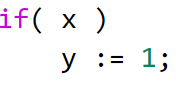 if( x )
    y := 1;